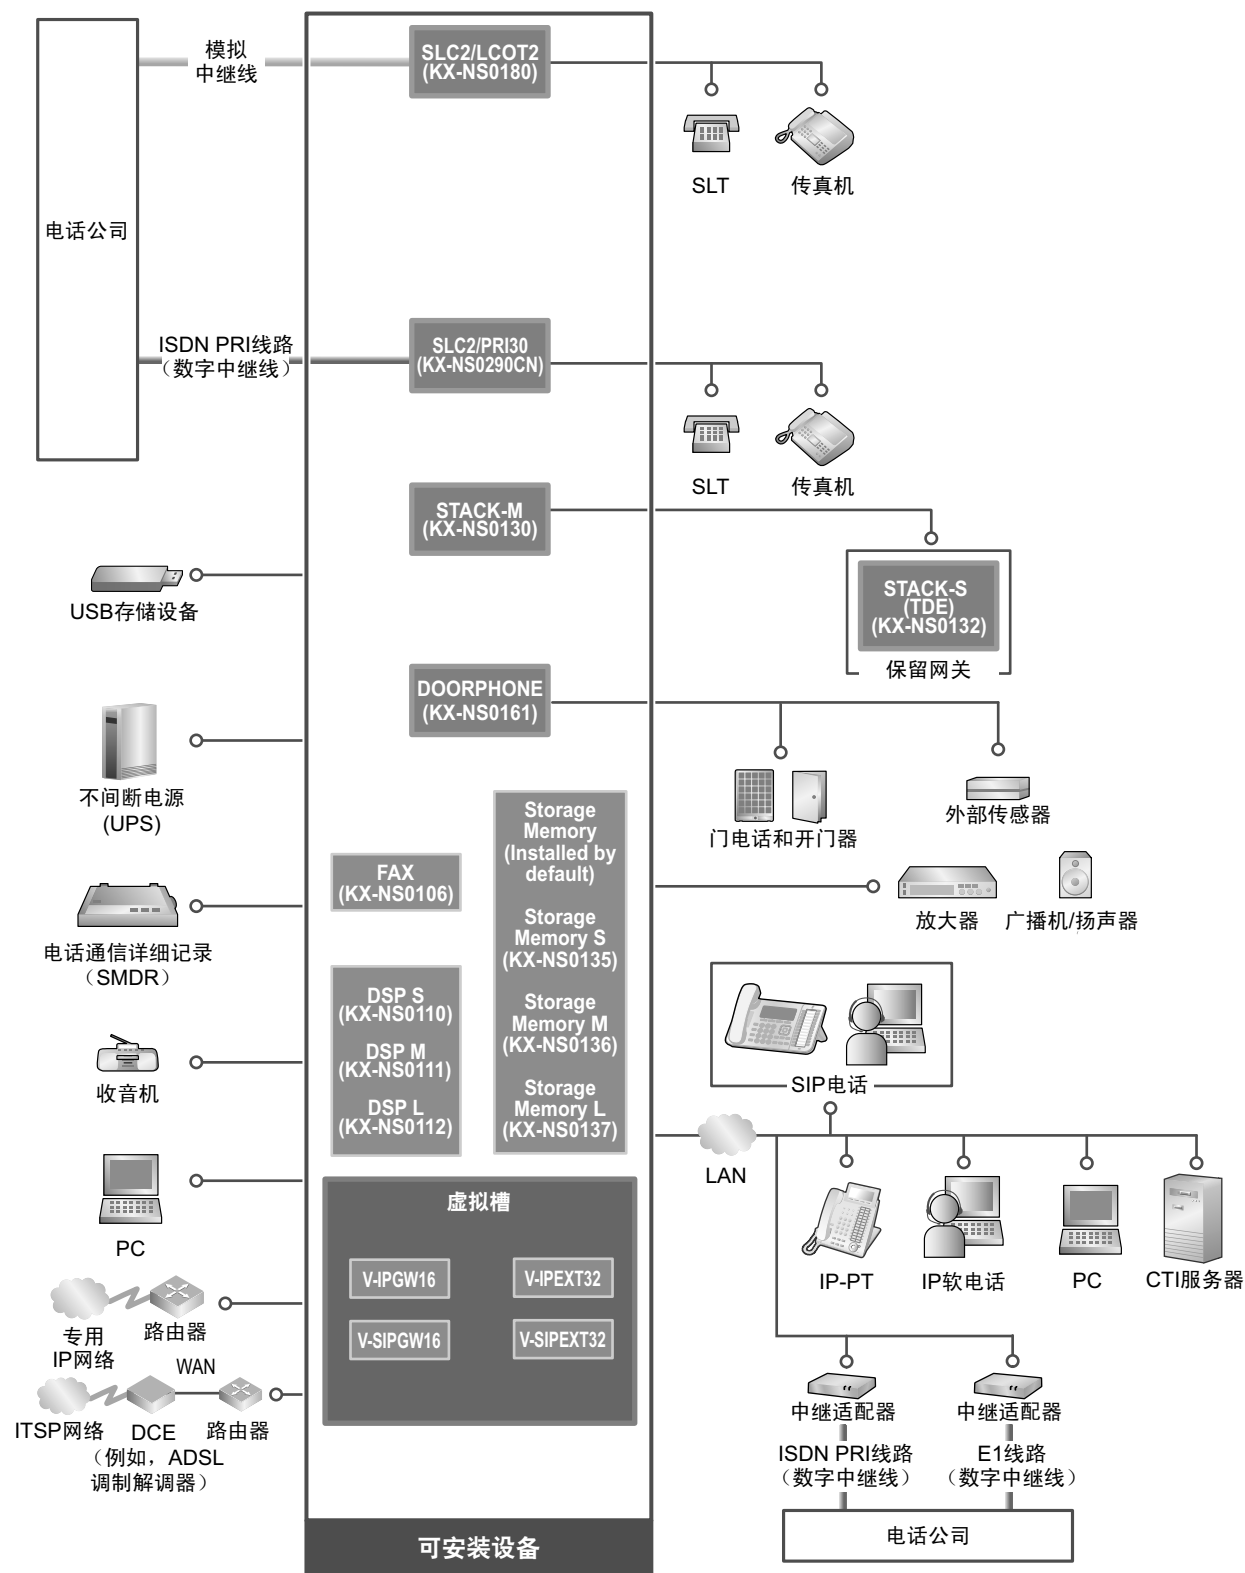 模拟
中继线
SLC2/LCOT2
(KX-NS0180)
SLT
传真机
电话公司
ISDN PRI线路
（数字中继线）
SLC2/PRI30
(KX-NS0290CN)
SLT
传真机
STACK-M
(KX-NS0130)
STACK-S
(TDE)
(KX-NS0132)
保留网关
USB存储设备
DOORPHONE
(KX-NS0161)
不间断电源
(UPS)
门电话和开门器
外部传感器
Storage
Memory
(Installed by
default)
FAX
(KX-NS0106)
放大器
广播机/扬声器
Storage
Memory S
(KX-NS0135)
电话通信详细记录
（SMDR）
DSP S
(KX-NS0110)
DSP M
(KX-NS0111)
DSP L
(KX-NS0112)
Storage
Memory M
(KX-NS0136)
Storage
Memory L
(KX-NS0137)
收音机
SIP电话
LAN
PC
虚拟槽
V-IPGW16
V-IPEXT32
V-SIPGW16
V-SIPEXT32
IP-PT
IP软电话
PC
CTI服务器
专用
IP网络
路由器
WAN
ITSP网络
DCE
路由器
（例如，ADSL
调制解调器）
中继适配器
中继适配器
ISDN PRI线路
（数字中继线）
E1线路
（数字中继线）
电话公司
可安装设备